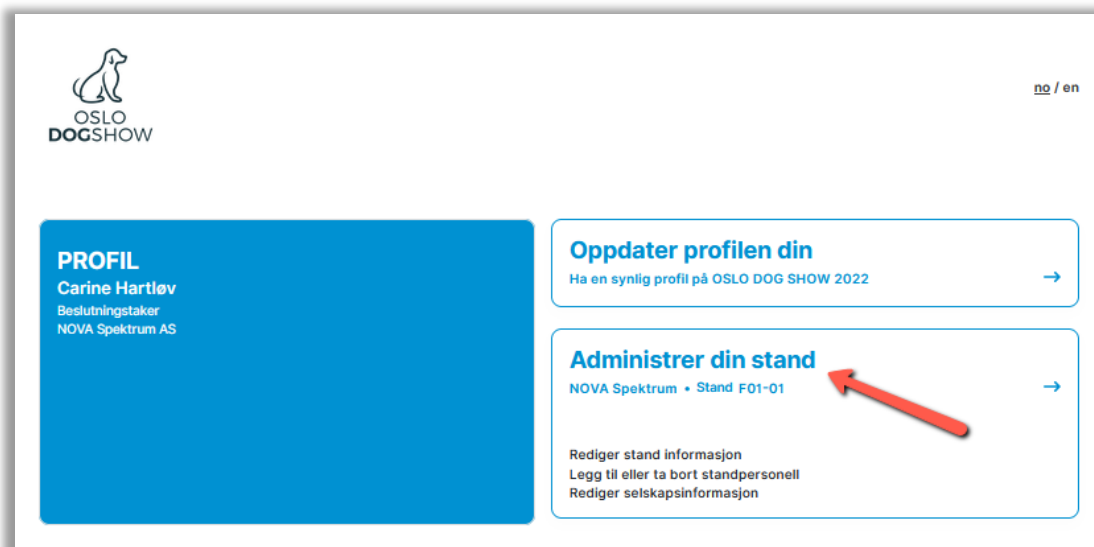 OSLO
DOGSHOW
no / en
PROFIL
Carine Hartløv
Beslutningstaker
NOVA Spektrum AS
Oppdater profilen din
Ha en synlig profil på OSLO DOG SHOW 2022
Administrer din stand
NOVA Spektrum • Stand F01-01
Rediger stand informasjon
Legg til eller ta bort standpersonell
Rediger selskapsinformasjon